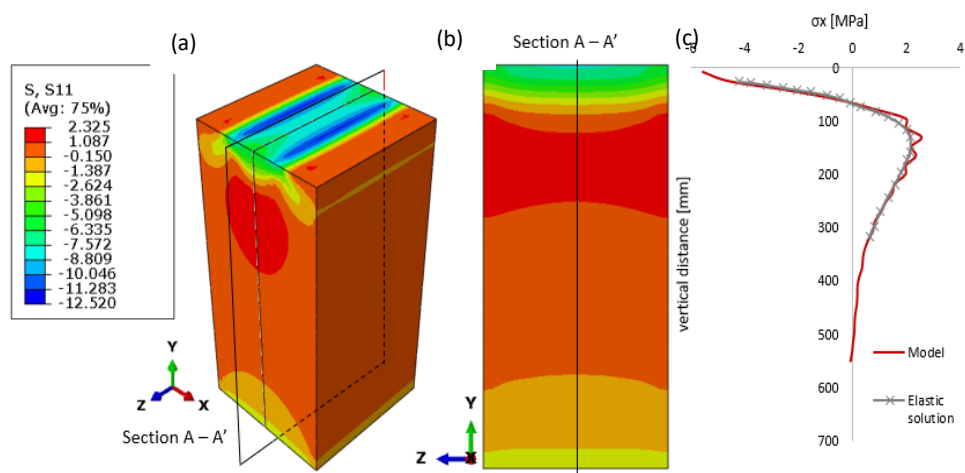 (a)
(b)
(c)
σx [MPa]
Section A – A'
-6
-4
-2
0
2
4
S, S11
(Avg: 75%)
2.325
1.087
-0.150
-1.387
-2.624
-3.861
-5.098
-6.335
-7.572
-8.809
-10.046
-11.283
-12.520
0
100
200
300
400
500
600
700
vertical distance [mm]
Model
Elastic
solution
Y
Z
X
Section A – A'
Y
Z
X